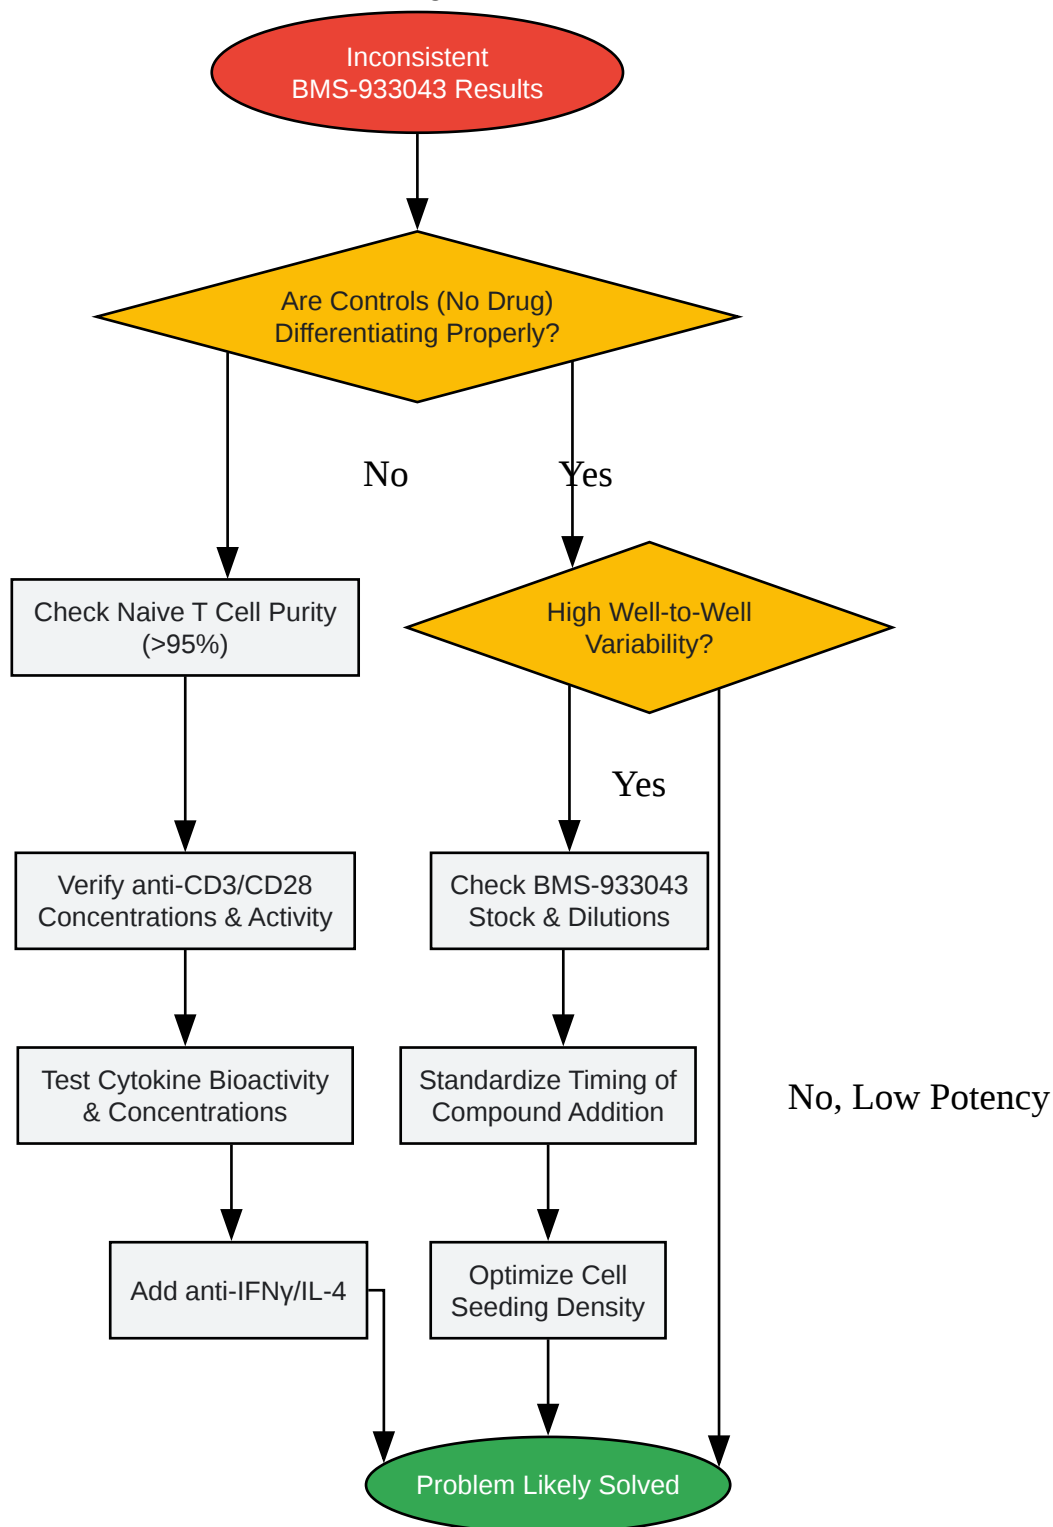 Inconsistent
BMS-933043 Results
Are Controls (No Drug)
Differentiating Properly?
No
Yes
Check Naive T Cell Purity
(>95%)
High Well-to-Well
Variability?
Yes
Verify anti-CD3/CD28
Concentrations & Activity
Check BMS-933043
Stock & Dilutions
Test Cytokine Bioactivity
& Concentrations
Standardize Timing of
Compound Addition
No, Low Potency
Add anti-IFNγ/IL-4
Optimize Cell
Seeding Density
Problem Likely Solved